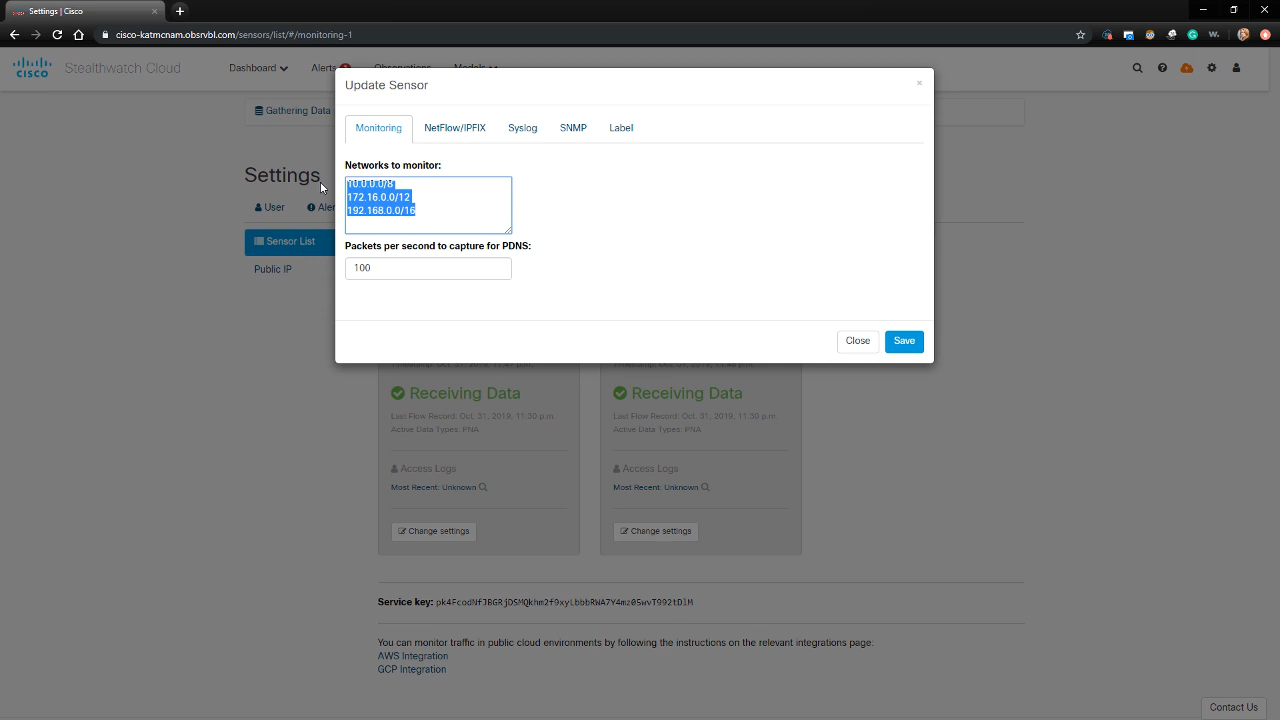 Settings | Cisco
cisco-katmcnam.obsrvbl.com/sensors/list/#/monitoring-1
CISCO
Stealthwatch Cloud
Dashboard
Alerts
Observations
Models
Gathering Data
Update Sensor
Monitoring
NetFlow/IPFIX
Syslog
SNMP
Label
Networks to monitor:
10.0.0.0/8
172.16.0.0/12
192.168.0.0/16
Packets per second to capture for PDNS:
100
Close
Save
Settings
User
Aler
Sensor List
Public IP
Receiving Data
Last Flow Record: Oct. 31, 2019, 11:30 p.m.
Active Data Types: PNA
Access Logs
Most Recent: Unknown
Change settings
Receiving Data
Last Flow Record: Oct. 31, 2019, 11:30 p.m.
Active Data Types: PNA
Access Logs
Most Recent: Unknown
Change settings
Service key: pk4FcodNfJBGRjDSMQkhm2f9xyLbbbRWA7Y4mz05wvT992tDlM
You can monitor traffic in public cloud environments by following the instructions on the relevant integrations page:
AWS Integration
GCP Integration
Contact Us